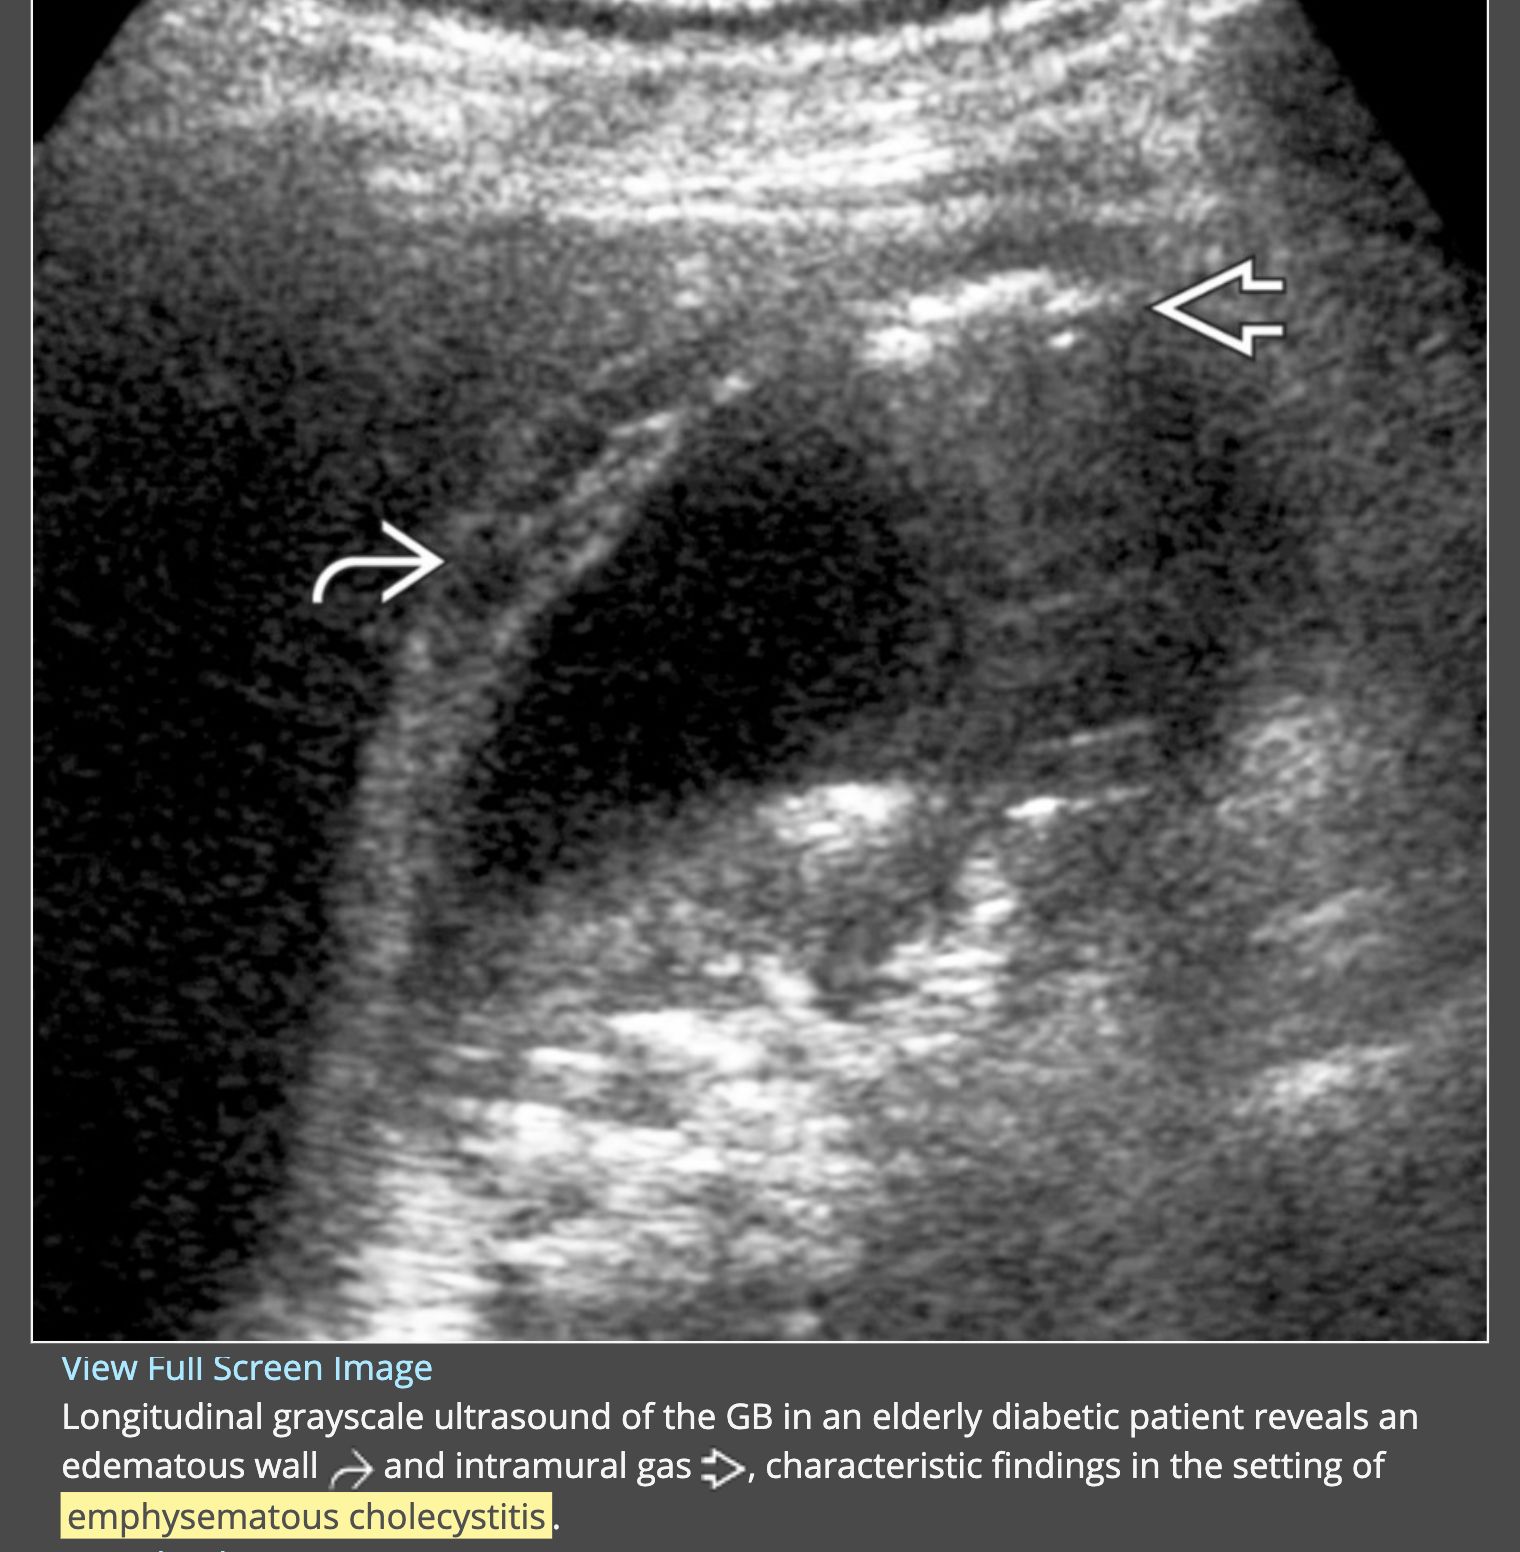 View Full Screen Image
Longitudinal grayscale ultrasound of the GB in an elderly diabetic patient reveals an
edematous wall and intramural gas, characteristic findings in the setting of
emphysematous cholecystitis.